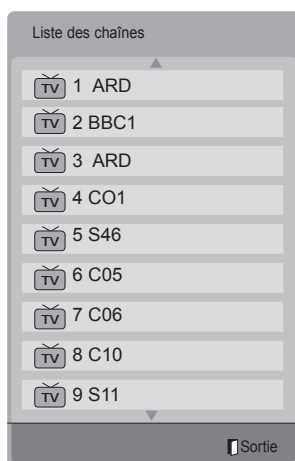 Liste des chaînes
TV 1 ARD
TV 2 BBC1
TV 3 ARD
TV 4 CO1
TV 5 S46
TV 6 C05
TV 7 C06
TV 8 C10
TV 9 S11
Sortie